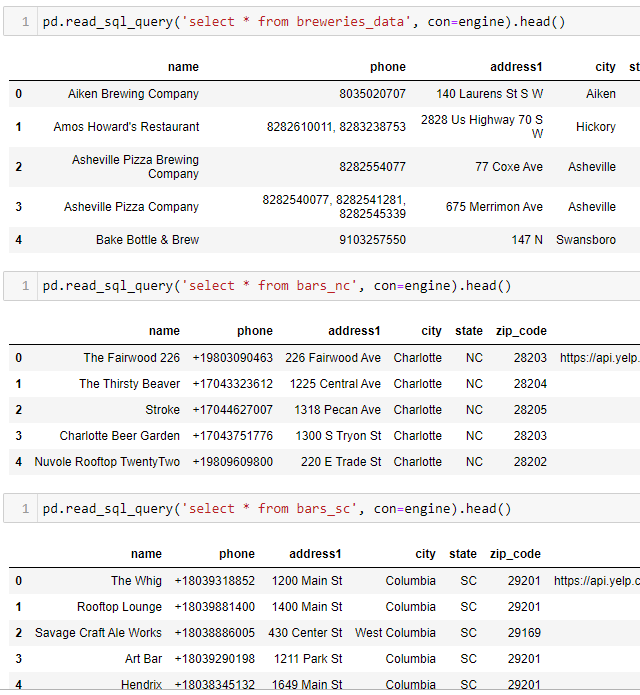 1 pd.read_sql_query('select * from breweries_data', con=engine).head()
name phone address1 city st
0 Aiken Brewing Company 8035020707 140 Laurens St S W Aiken
1 Amos Howard's Restaurant 8282610011, 8283238753 2828 Us Highway 70 S W Hickory
2 Asheville Pizza Brewing Company 8282554077 77 Coxe Ave Asheville
3 Asheville Pizza Company 8282540077, 8282541281, 8282545339 675 Merrimon Ave Asheville
4 Bake Bottle & Brew 9103257550 147 N Swansboro
1 pd.read_sql_query('select * from bars_nc', con=engine).head()
name phone address1 city state zip_code
0 The Fairwood 226 +19803090463 226 Fairwood Ave Charlotte NC 28203 https://api.yelp.
1 The Thirsty Beaver +17043323612 1225 Central Ave Charlotte NC 28204
2 Stroke +17044627007 1318 Pecan Ave Charlotte NC 28205
3 Charlotte Beer Garden +17043751776 1300 S Tryon St Charlotte NC 28203
4 Nuvole Rooftop TwentyTwo +19809609800 220 E Trade St Charlotte NC 28202
1 pd.read_sql_query('select * from bars_sc', con=engine).head()
name phone address1 city state zip_code
0 The Whig +18039318852 1200 Main St Columbia SC 29201 https://api.yelp.c
1 Rooftop Lounge +18039881400 1400 Main St Columbia SC 29201
2 Savage Craft Ale Works +18038886005 430 Center St West Columbia SC 29169
3 Art Bar +18039290198 1211 Park St Columbia SC 29201
4 Hendrix +18038345132 1649 Main St Columbia SC 29201